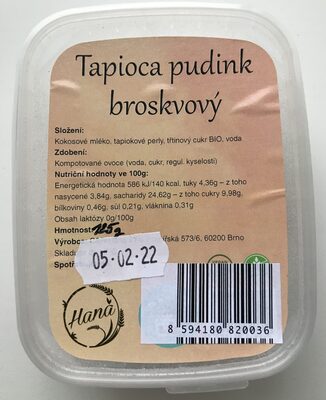 Tapioca pudink
broskvový
Složení:
Kokosové mléko, tapiokové perly, třtinový cukr BIO, voda
Zdobení:
Kompotované ovoce (voda, cukr, regul. kyselosti)
Nutriční hodnoty ve 100g:
Energetická hodnota 586 kJ/140 kcal. tuky 4,36g – z toho
nasycené 3,84g, sacharidy 24,62g – z toho cukry 9,98g,
bílkoviny 0,46g, sůl 0,21g, vláknina 0,31g
Obsah laktózy 0g/100g
Hmotnost 125g
573/6, 60200 Brno
05·02·22
Hana
8 594180 820036